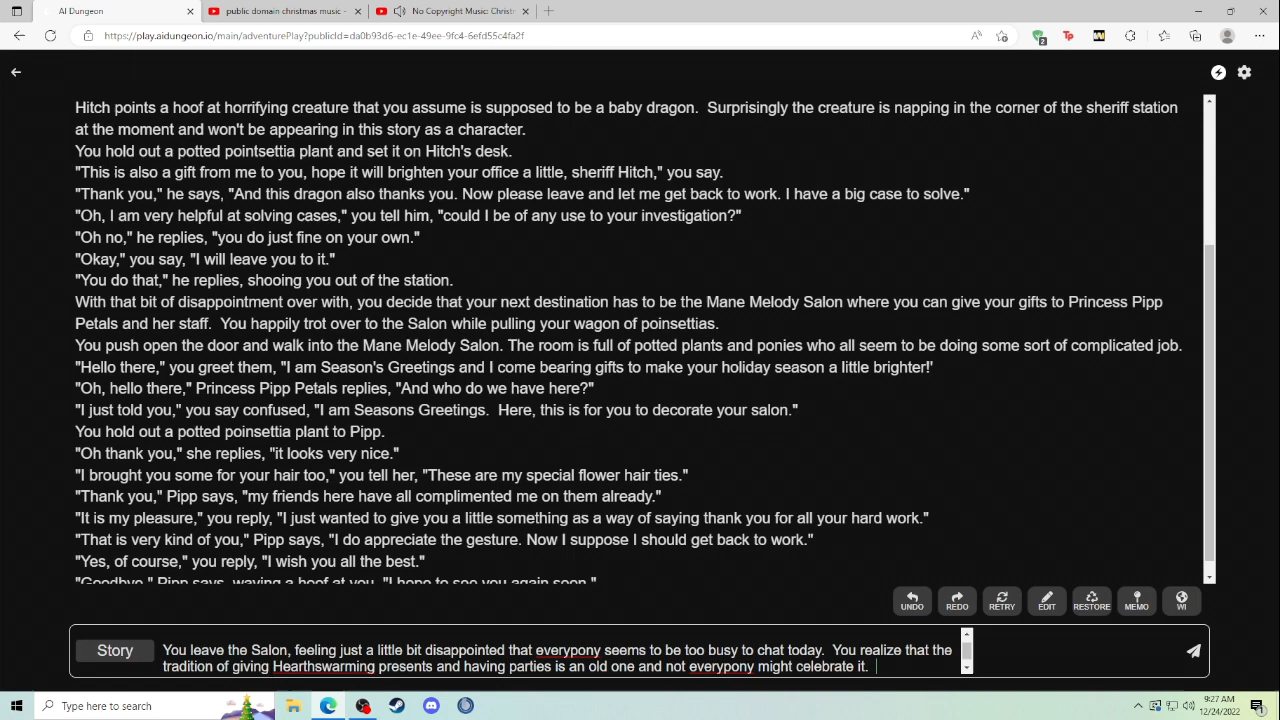 AI Dungeon
public domain christmas music -
No Copyright Music: Christm
https://play.aidungeon.io/main/adventurePlay?publicId=da0b93d6-ec1e-49ee-9fc4-6efd55c4fa2f
Hitch points a hoof at horrifying creature that you assume is supposed to be a baby dragon.  Surprisingly the creature is napping in the corner of the sheriff station
at the moment and won't be appearing in this story as a character.
You hold out a potted pointsettia plant and set it on Hitch's desk.
"This is also a gift from me to you, hope it will brighten your office a little, sheriff Hitch," you say.
"Thank you," he says, "And this dragon also thanks you. Now please leave and let me get back to work. I have a big case to solve."
"Oh, I am very helpful at solving cases," you tell him, "could I be of any use to your investigation?"
"Oh no," he replies, "you do just fine on your own."
"Okay," you say, "I will leave you to it."
"You do that," he replies, shooing you out of the station.
With that bit of disappointment over with, you decide that your next destination has to be the Mane Melody Salon where you can give your gifts to Princess Pipp
Petals and her staff.  You happily trot over to the Salon while pulling your wagon of poinsettias.
You push open the door and walk into the Mane Melody Salon. The room is full of potted plants and ponies who all seem to be doing some sort of complicated job.
"Hello there," you greet them, "I am Season's Greetings and I come bearing gifts to make your holiday season a little brighter!'
"Oh, hello there," Princess Pipp Petals replies, "And who do we have here?"
"I just told you," you say confused, "I am Seasons Greetings.  Here, this is for you to decorate your salon."
You hold out a potted poinsettia plant to Pipp.
"Oh thank you," she replies, "it looks very nice."
"I brought you some for your hair too," you tell her, "These are my special flower hair ties."
"Thank you," Pipp says, "my friends here have all complimented me on them already."
"It is my pleasure," you reply, "I just wanted to give you a little something as a way of saying thank you for all your hard work."
"That is very kind of you," Pipp says, "I do appreciate the gesture. Now I suppose I should get back to work."
"Yes, of course," you reply, "I wish you all the best."
"Goodbye," Pipp says, waving a hoof at you, "I hope to see you again soon."
UNDO REDO RETRY EDIT RESTORE MEMO WI
Story
You leave the Salon, feeling just a little bit disappointed that everypony seems to be too busy to chat today.  You realize that the
tradition of giving Hearthswarming presents and having parties is an old one and not everypony might celebrate it.
Type here to search
9:27 AM
12/24/2022